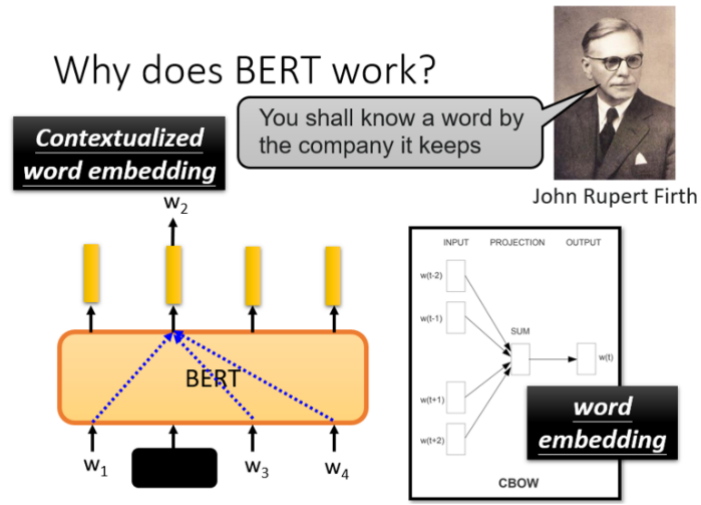 Why does BERT work?
You shall know a word by
the company it keeps
John Rupert Firth
Contextualized
word embedding
w2
BERT
w1
w3
w4
INPUT PROJECTION OUTPUT
w(t-2)
w(t-1)
SUM
w(t)
w(t+1)
w(t+2)
word
embedding
CBOW